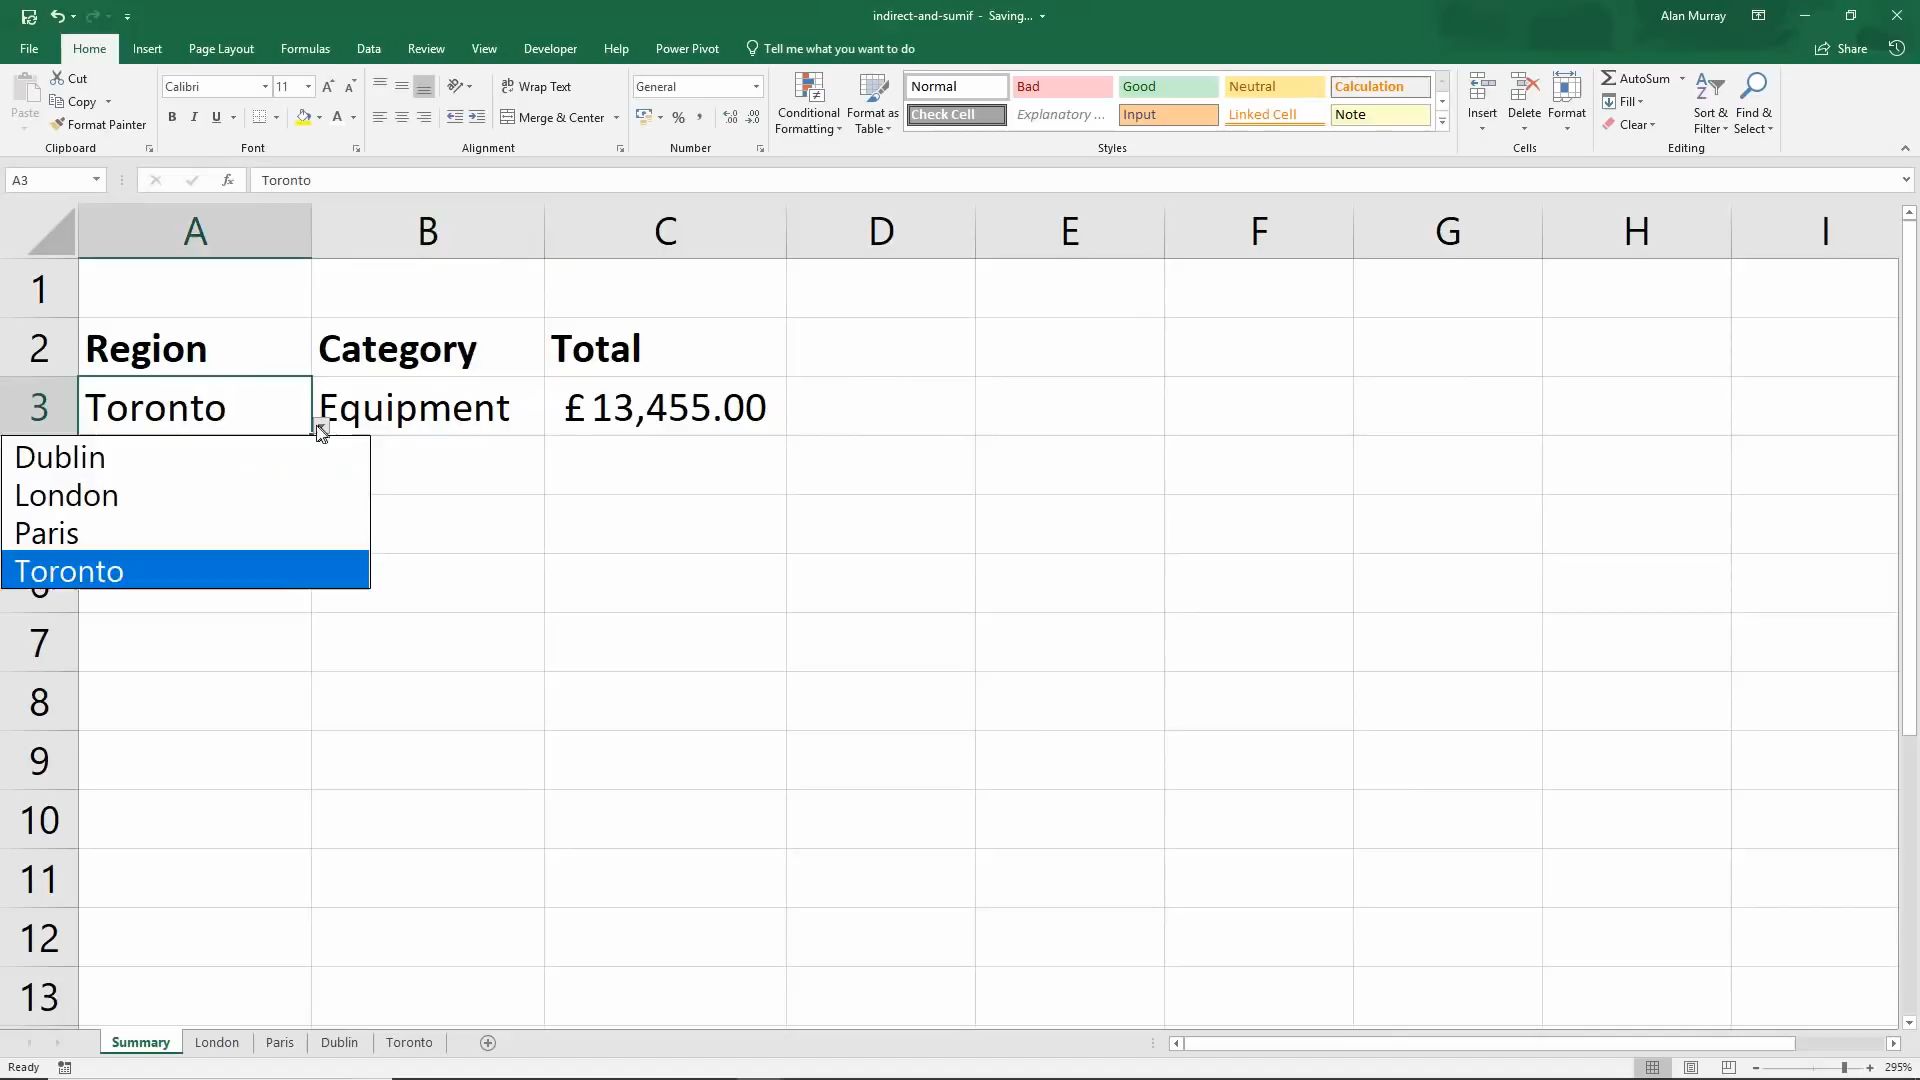 indirect-and-sumif - Saving...
Alan Murray
File Home Insert Page Layout Formulas Data Review View Developer Help Power Pivot Tell me what you want to do Share
Paste
Cut
Copy
Format Painter
Clipboard
Calibri 11
B I U
Font
Wrap Text
Merge & Center
Alignment
General
%
Number
Conditional Formatting
Format as Table
Normal Bad Good Neutral Calculation
Check Cell Explanatory ... Input Linked Cell Note
Styles
Insert Delete Format
Cells
AutoSum
Fill
Clear
Sort & Filter
Find & Select
Editing
A3 fx Toronto
A B C D E F G H I
1
2 Region Category Total
3 Toronto Equipment £13,455.00
Dublin
London
Paris
Toronto
6
7
8
9
10
11
12
13
Summary London Paris Dublin Toronto
Ready 295%